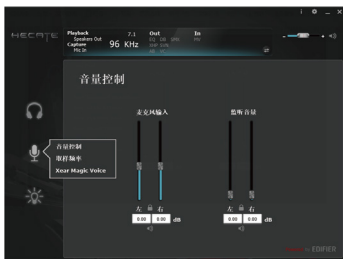 HECATE
Playback 7.1 Out In
Speakers Out
Capture 96 KHz
Mic In
音量控制
麦克风输入 监听音量
音量控制
取样频率
Xear Magic Voice
左 右 左 右
0.00 0.00 dB 0.00 0.00 dB
EDIFIER